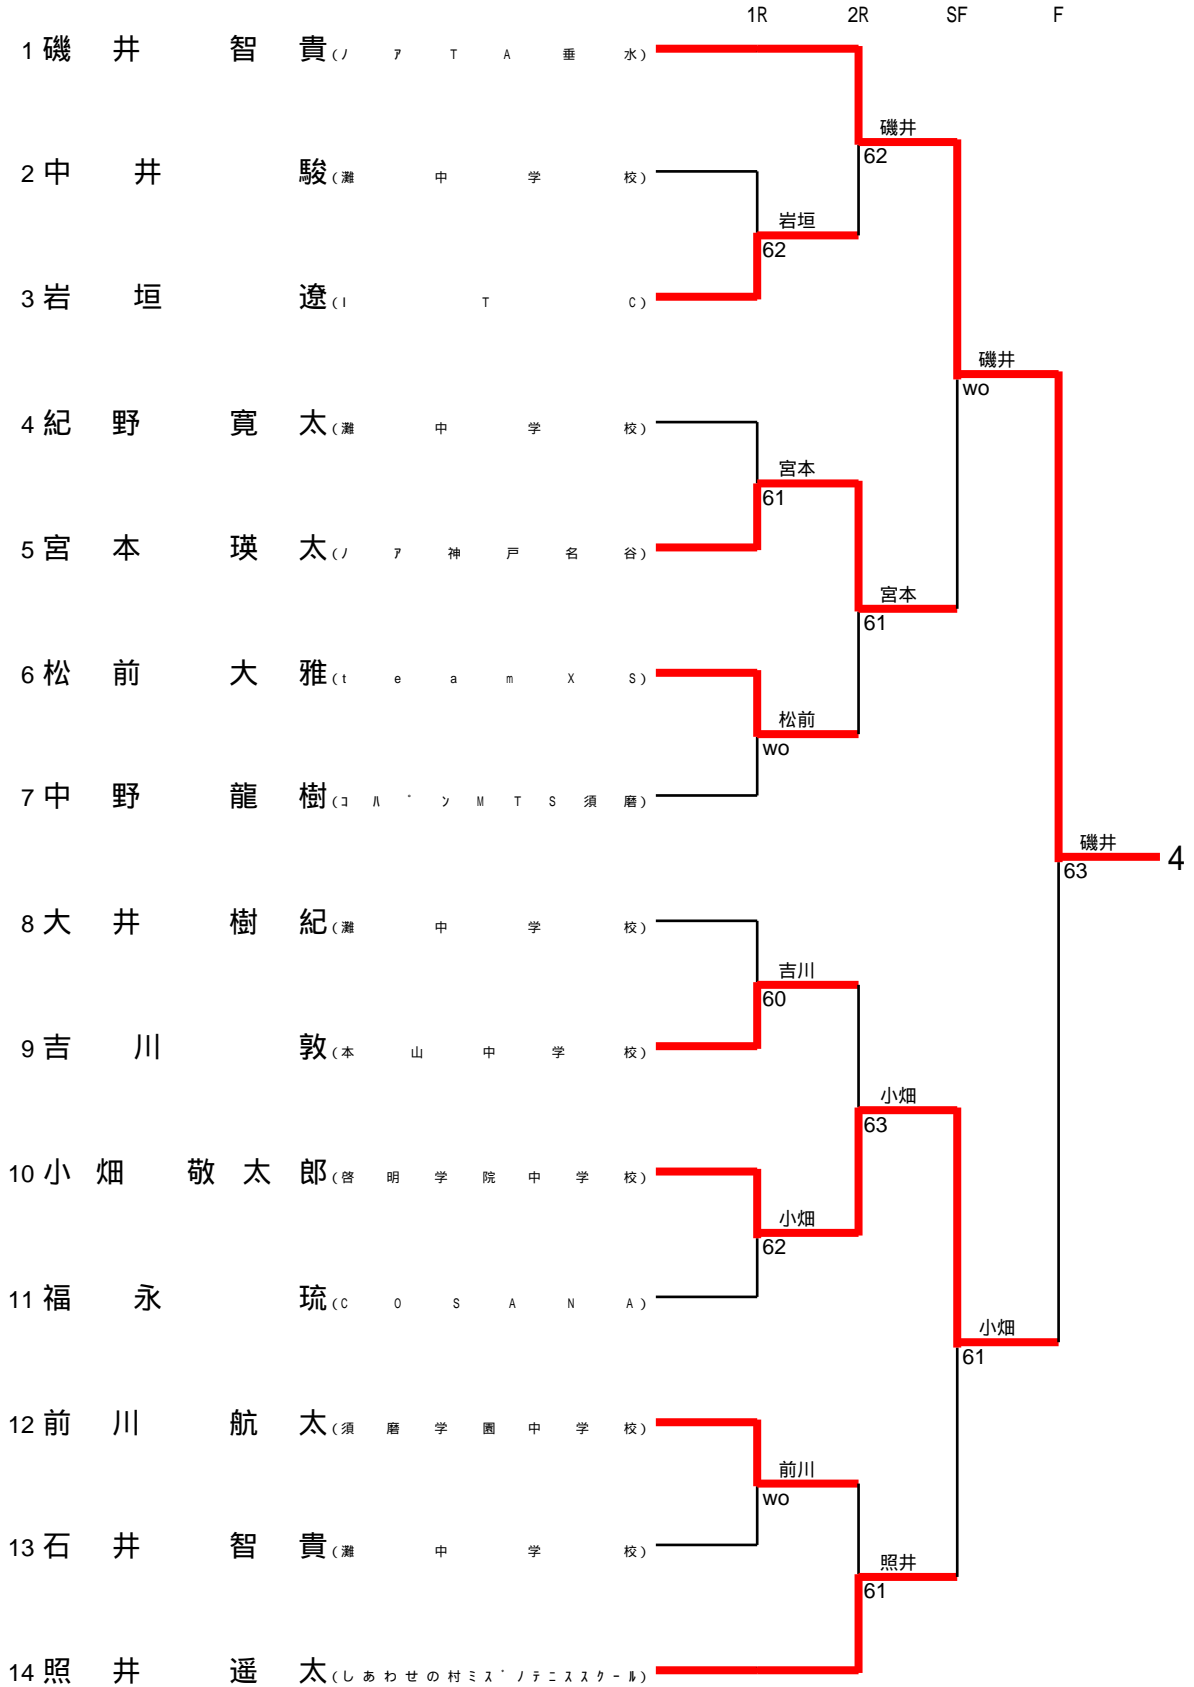 1R 2R SF F
1 磯井 智貴 (ノアTA垂水)
磯井
62
2 中井 駿 (灘中学校)
岩垣
62
3 岩垣 遼 (ITC)
磯井
wo
4 紀野 寛太 (灘中学校)
宮本
61
5 宮本 瑛太 (ノア神戸名谷)
宮本
61
6 松前 大雅 (teamXS)
松前
wo
7 中野 龍樹 (コハ゜ンMTS須磨)
磯井 4
63
8 大井 樹紀 (灘中学校)
吉川
60
9 吉川 敦 (本山中学校)
小畑
63
10 小畑 敬太郎 (啓明学院中学校)
小畑
62
11 福永 琉 (COSANA)
小畑
61
12 前川 航太 (須磨学園中学校)
前川
wo
13 石井 智貴 (灘中学校)
照井
61
14 照井 遥太 (しあわせの村ミス゛ノテニススクール)